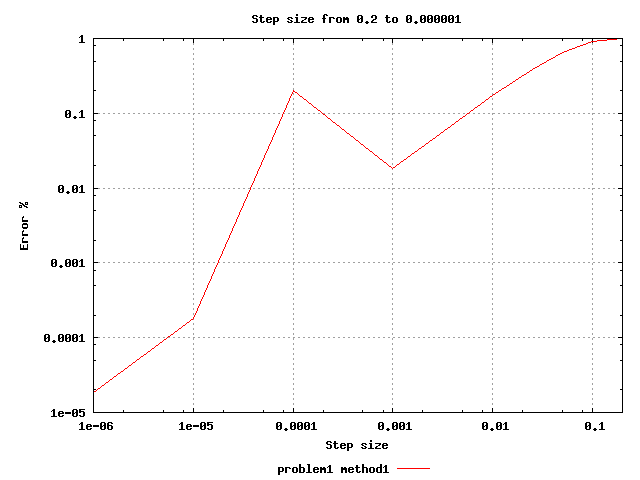 Step size from 0.2 to 0.000001
1
0.1
0.01
0.001
0.0001
1e-05
Error %
1e-06 1e-05 0.0001 0.001 0.01 0.1
Step size
problem1 method1